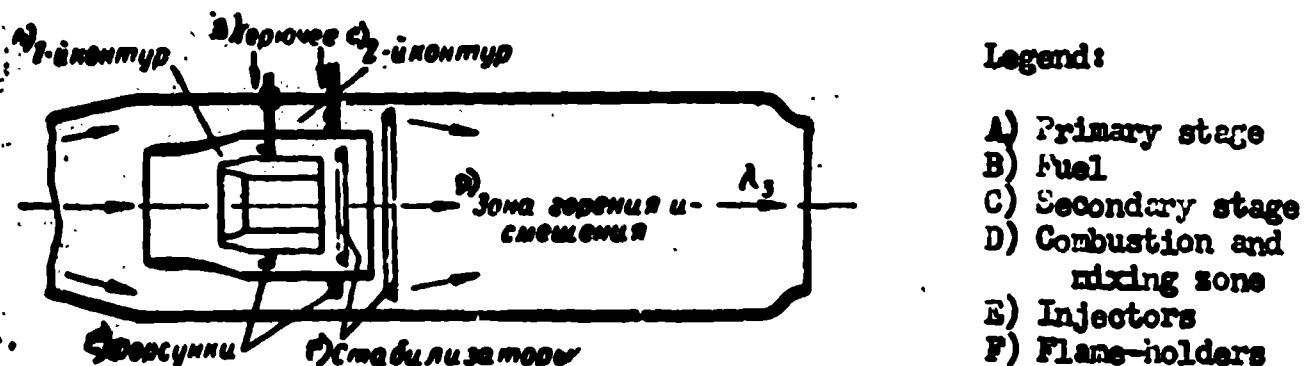 A) 1-й контур
B) Горючее
C) 2-й контур
D) Зона горения и
смешения
λ3
E) Форсунки
F) Стабилизаторы
Legend:
A) Primary stage
B) Fuel
C) Secondary stage
D) Combustion and
mixing zone
E) Injectors
F) Flame-holders